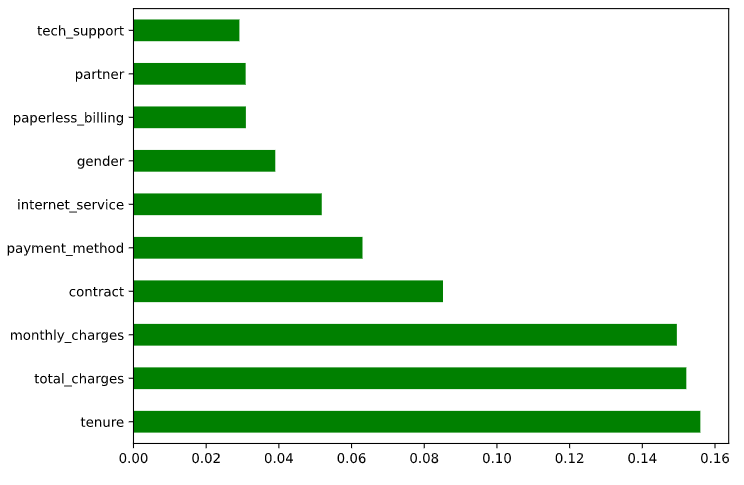 tech_support
partner
paperless_billing
gender
internet_service
payment_method
contract
monthly_charges
total_charges
tenure
0.00 0.02 0.04 0.06 0.08 0.10 0.12 0.14 0.16